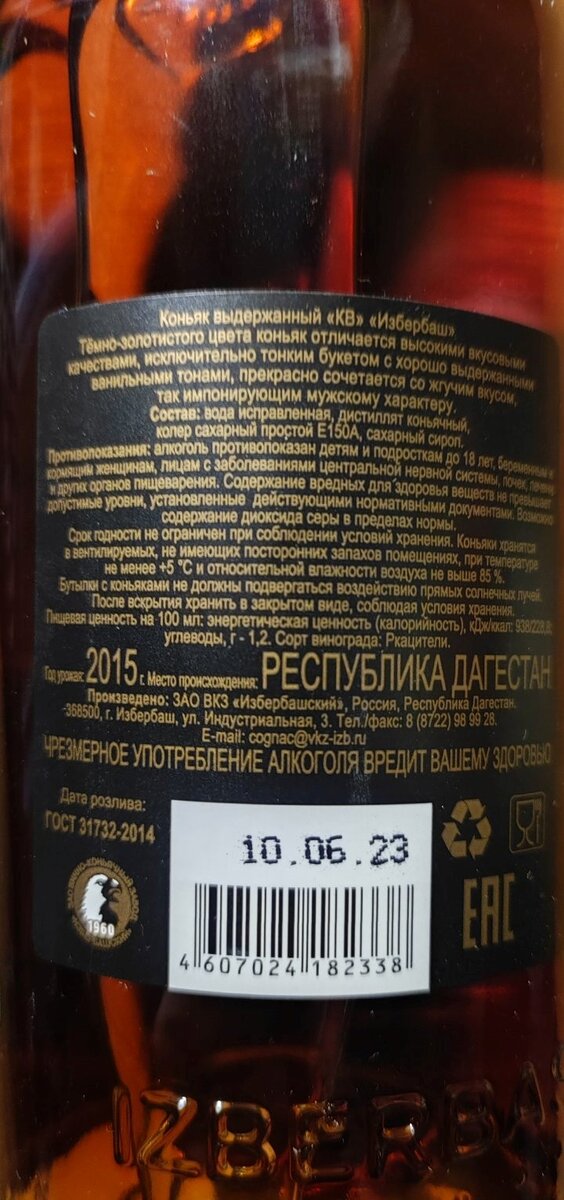 Коньяк выдержанный «КВ» «Избербаш»
Тёмно-золотистого цвета коньяк отличается высокими вкусовыми
качествами, исключительно тонким букетом с хорошо выдержанными
ванильными тонами, прекрасно сочетается со жгучим вкусом,
так импонирующим мужскому характеру.
Состав: вода исправленная, дистиллят коньячный,
колер сахарный простой Е150А, сахарный сироп.
Противопоказания: алкоголь противопоказан детям и подросткам до 18 лет, беременным и
кормящим женщинам, лицам с заболеваниями центральной нервной системы, почек, печени
и других органов пищеварения. Содержание вредных для здоровья веществ не превышает
допустимые уровни, установленные действующими нормативными документами. Возможно
содержание диоксида серы в пределах нормы.
Срок годности не ограничен при соблюдении условий хранения. Коньяки хранятся
в вентилируемых, не имеющих посторонних запахов помещениях, при температуре
не менее +5 °С и относительной влажности воздуха не выше 85 %.
Бутылки с коньяками не должны подвергаться воздействию прямых солнечных лучей.
После вскрытия хранить в закрытом виде, соблюдая условия хранения.
Пищевая ценность на 100 мл: энергетическая ценность (калорийность), кДж/ккал: 938/228,8;
углеводы, г - 1,2. Сорт винограда: Ркацители.
Год урожая: 2015 г. Место происхождения: РЕСПУБЛИКА ДАГЕСТАН
Произведено: ЗАО ВКЗ «Избербашский», Россия, Республика Дагестан,
368500, г. Избербаш, ул. Индустриальная, 3. Тел./факс: 8 (8722) 98 99 28.
E-mail: cognac@vkz-izb.ru
ЧРЕЗМЕРНОЕ УПОТРЕБЛЕНИЕ АЛКОГОЛЯ ВРЕДИТ ВАШЕМУ ЗДОРОВЬЮ
Дата розлива:
ГОСТ 31732-2014
10.06.23
1960
EAC
4 607024 182338
IZBERBA